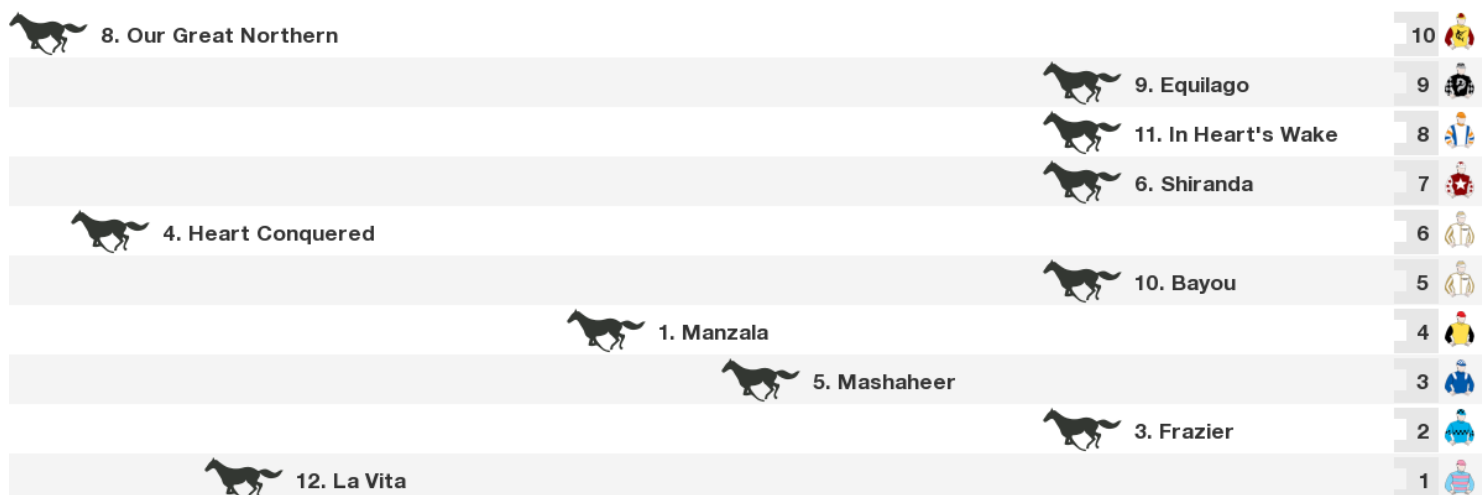 8. Our Great Northern 10
9. Equilago 9
11. In Heart's Wake 8
6. Shiranda 7
4. Heart Conquered 6
10. Bayou 5
1. Manzala 4
5. Mashaheer 3
3. Frazier 2
12. La Vita 1